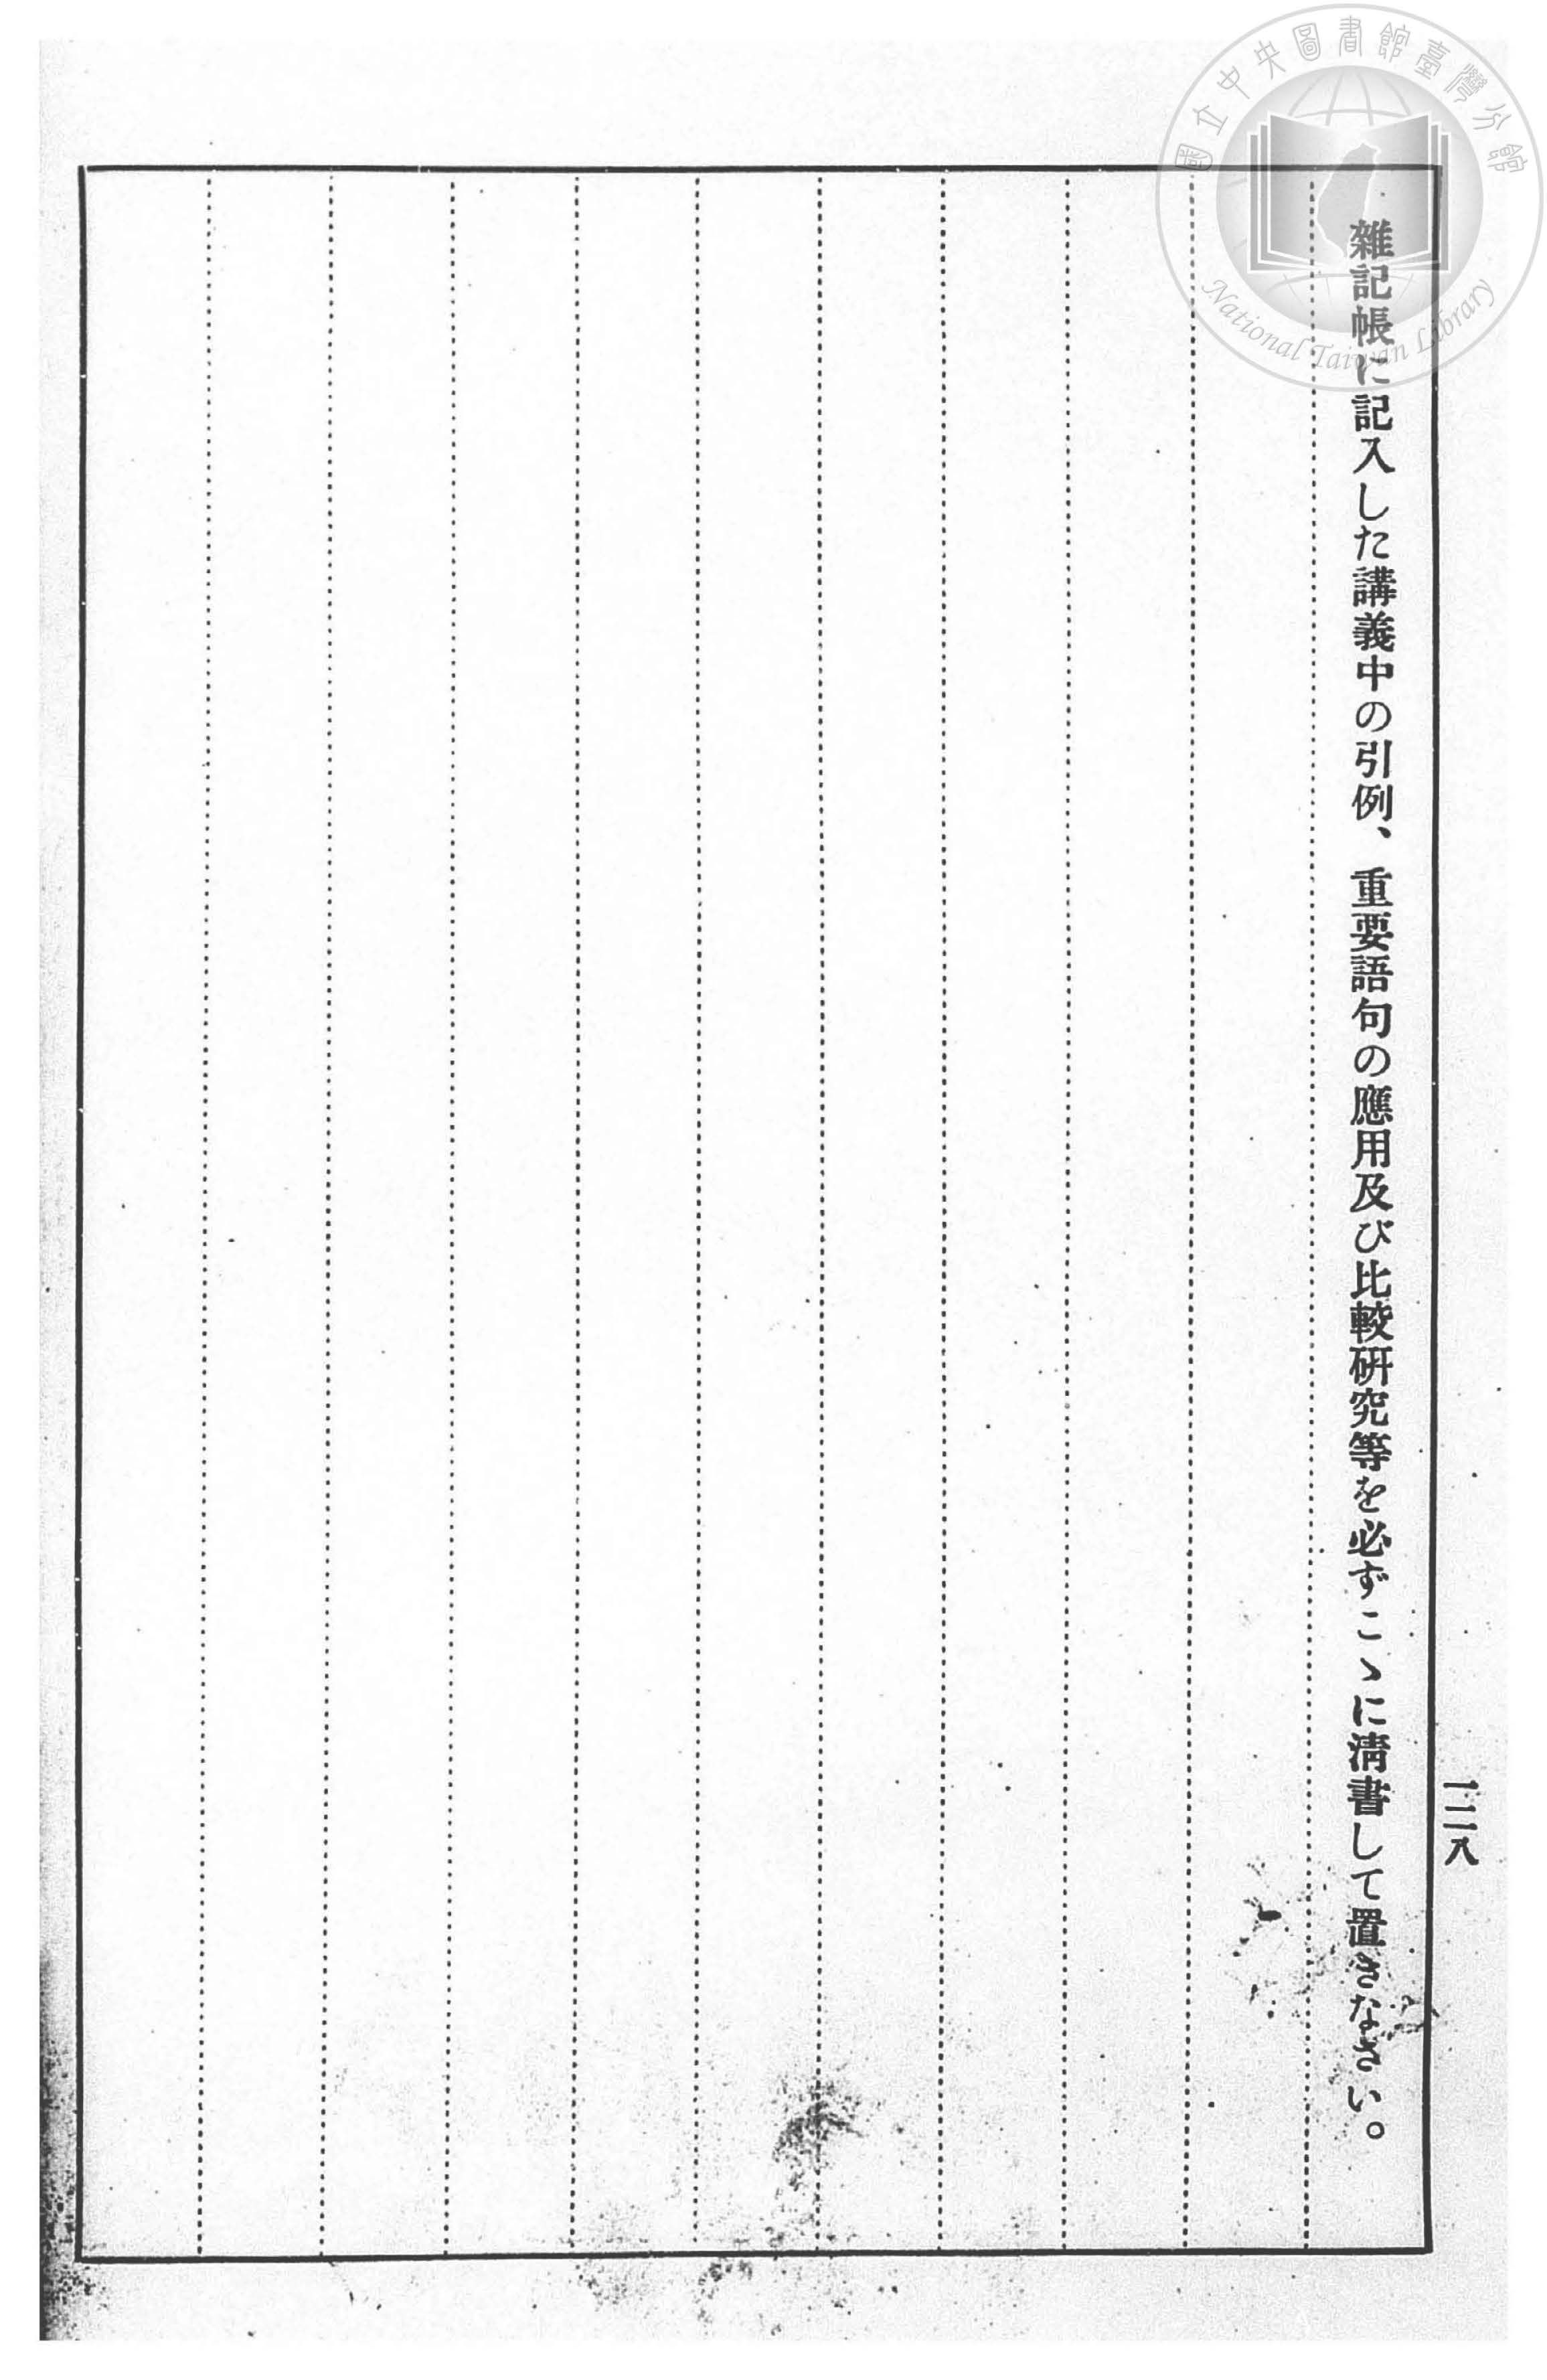 雜記帳に記入した講義中の引例、重要語句の應用及び比較硏究等を必ずこゝに淸書して置きなさい。
一二八
國立中央圖書館臺灣分館
National Taiwan Library